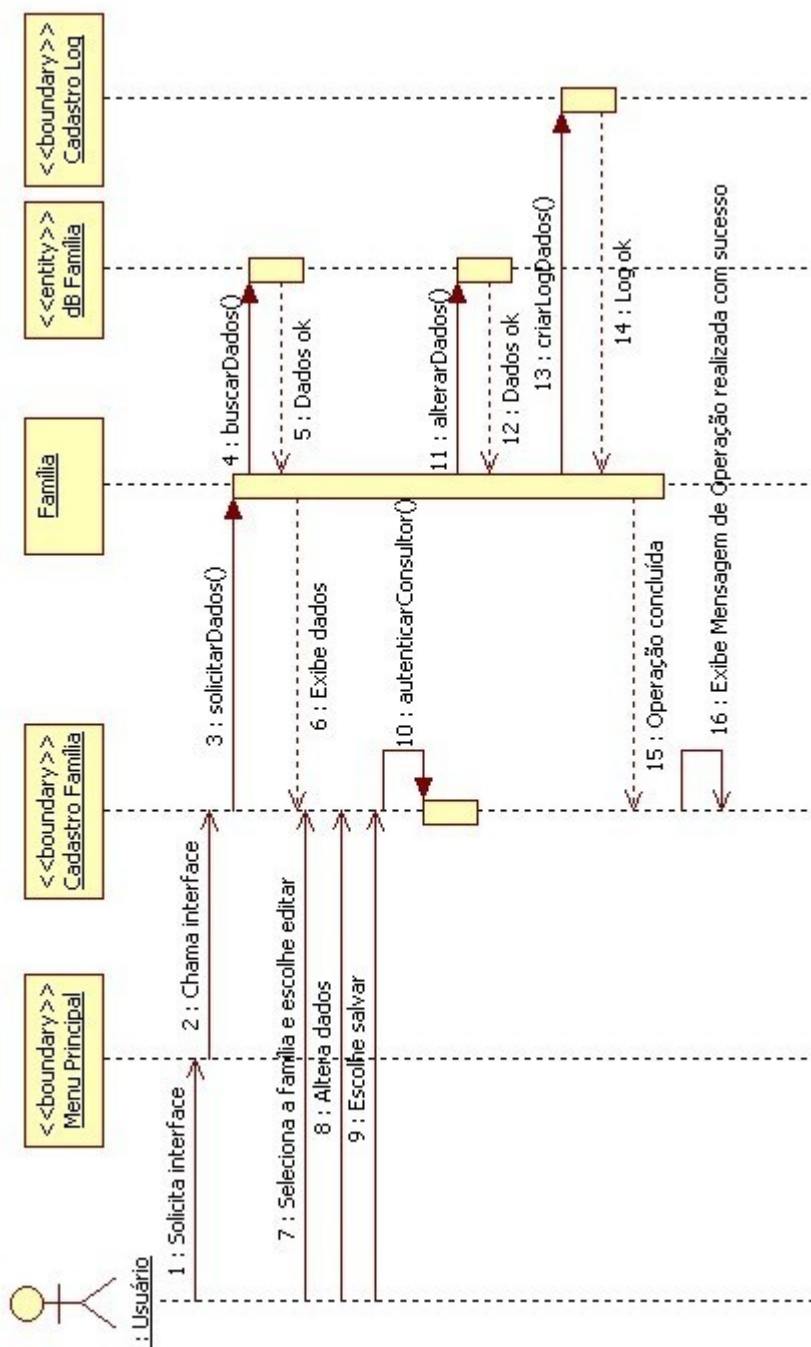 : Usuário
<<boundary>>
Menu Principal
<<boundary>>
Cadastro Família
Família
<<entity>>
dB Família
<<boundary>>
Cadastro Log
1 : Solicita interface
2 : Chama interface
3 : solicitarDados()
4 : buscarDados()
5 : Dados ok
6 : Exibe dados
7 : Seleciona a família e escolhe editar
8 : Altera dados
9 : Escolhe salvar
10 : autenticarConsultor()
11 : alterarDados()
12 : Dados ok
13 : criarLogDados()
14 : Log ok
15 : Operação concluída
16 : Exibe Mensagem de Operação realizada com sucesso